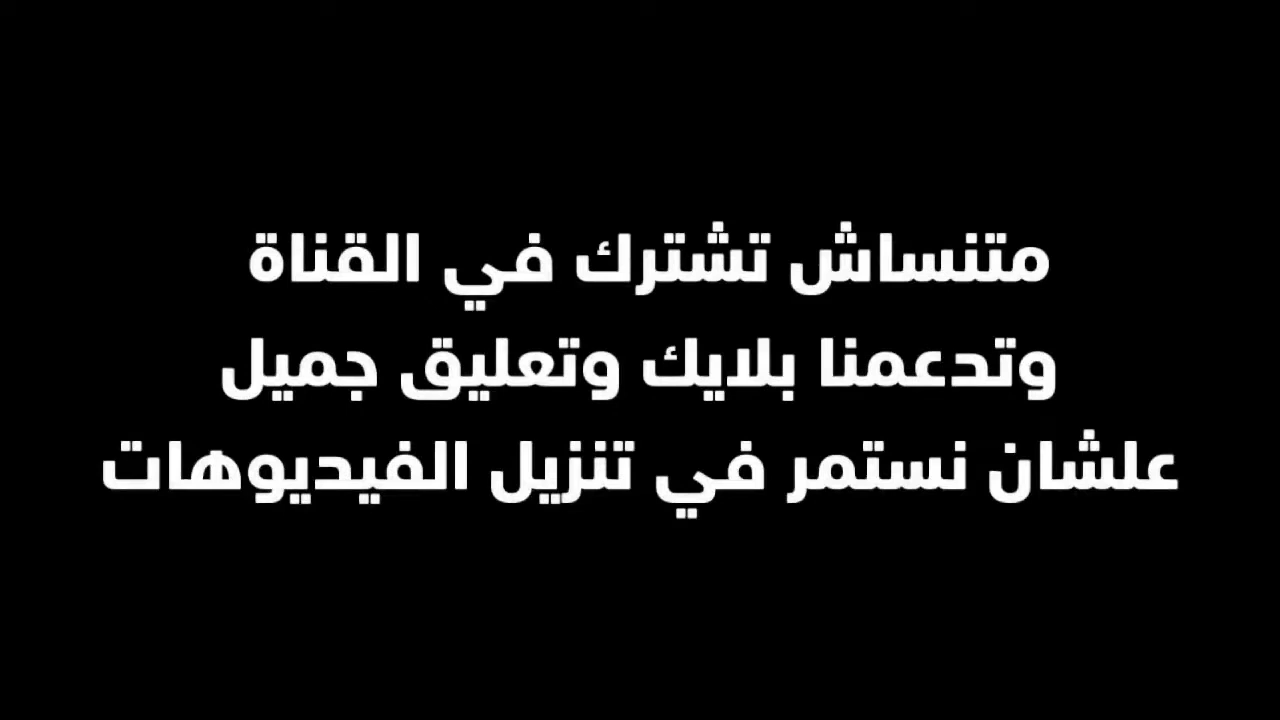 متنساش تشترك في القناة
وتدعمنا بلايك وتعليق جميل
علشان نستمر في تنزيل الفيديوهات